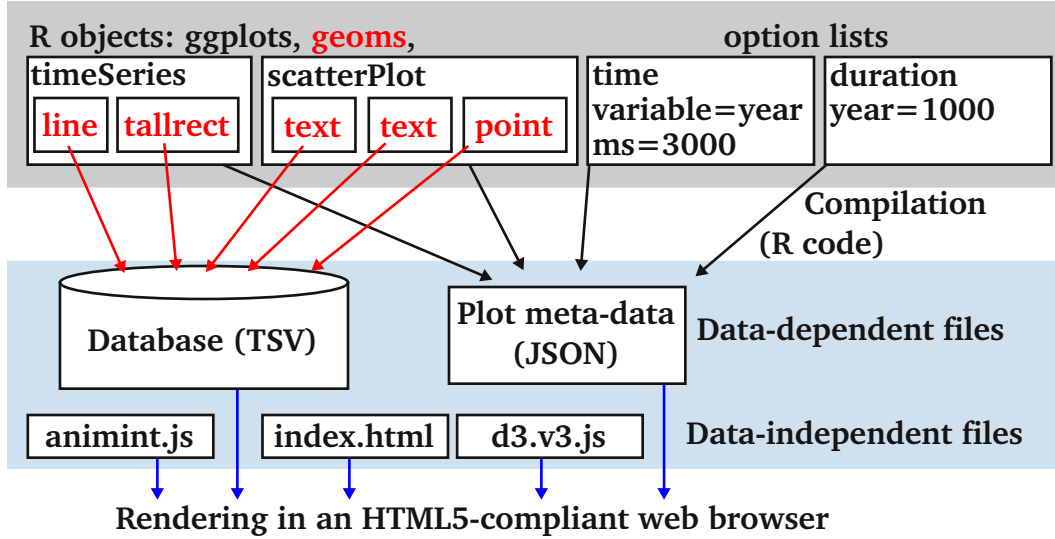 R objects: ggplots, geoms,
option lists
timeSeries
line
tallrect
scatterPlot
text
text
point
time
variable=year
ms=3000
duration
year=1000
Compilation
(R code)
Database (TSV)
Plot meta-data
(JSON)
Data-dependent files
animint.js
index.html
d3.v3.js
Data-independent files
Rendering in an HTML5-compliant web browser